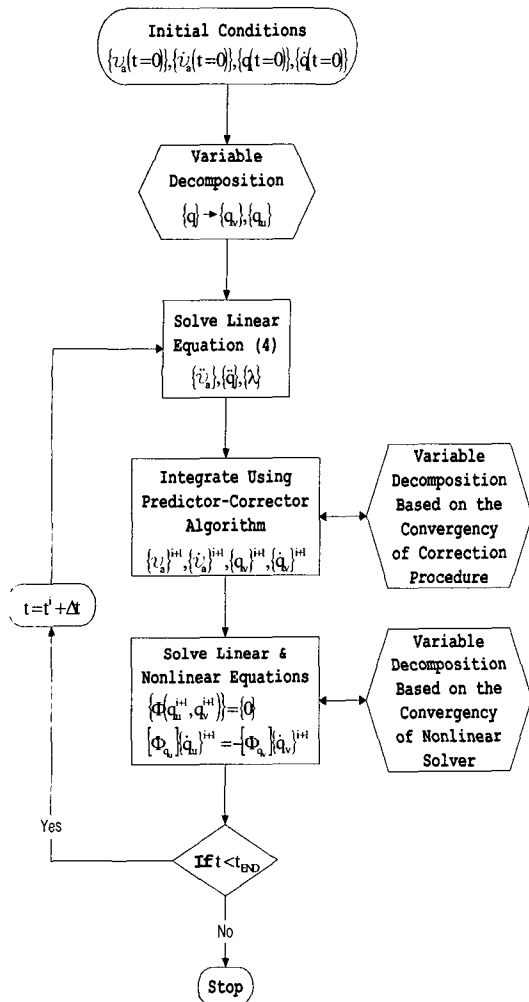 Initial Conditions
{υₐ(t=0)},{υ̇ₐ(t=0)},{q(t=0)},{q̇(t=0)}
Variable
Decomposition
{q}→{qᵥ},{qᵤ}
Solve Linear
Equation (4)
{ϋₐ},{q̈},{λ}
Integrate Using
Predictor-Corrector
Algorithm
{υₐ}ⁱ⁺¹,{υ̇ₐ}ⁱ⁺¹,{qᵥ}ⁱ⁺¹,{q̇ᵥ}ⁱ⁺¹
Variable
Decomposition
Based on the
Convergency
of Correction
Procedure
t=tⁱ+Δt
Solve Linear &
Nonlinear Equations
{Φ(qᵤⁱ⁺¹,qᵥⁱ⁺¹)}={0}
[Φ_qᵤ]{q̇ᵤ}ⁱ⁺¹=-[Φ_qᵥ]{q̇ᵥ}ⁱ⁺¹
Variable
Decomposition
Based on the
Convergency
of Nonlinear
Solver
Yes
If t<t_END
No
Stop